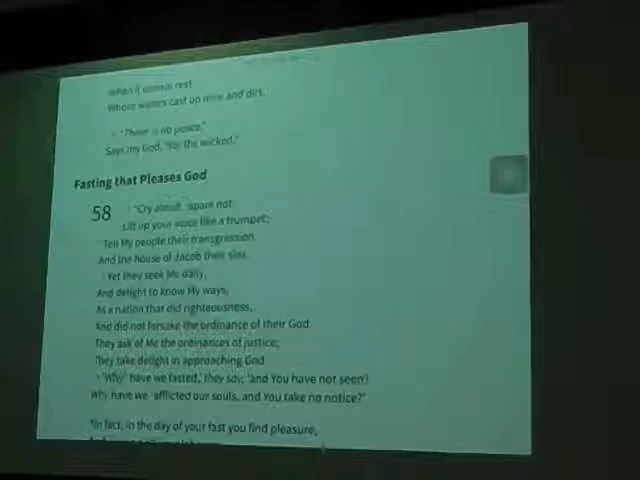 When it cannot rest,
Whose waters cast up mire and dirt.
"There is no peace,"
Says my God, "for the wicked."
Fasting that Pleases God
58 "Cry aloud, spare not;
Lift up your voice like a trumpet;
Tell My people their transgression,
And the house of Jacob their sins.
Yet they seek Me daily,
And delight to know My ways,
As a nation that did righteousness,
And did not forsake the ordinance of their God.
They ask of Me the ordinances of justice;
They take delight in approaching God.
'Why have we fasted,' they say, 'and You have not seen?
Why have we afflicted our souls, and You take no notice?'
"In fact, in the day of your fast you find pleasure,